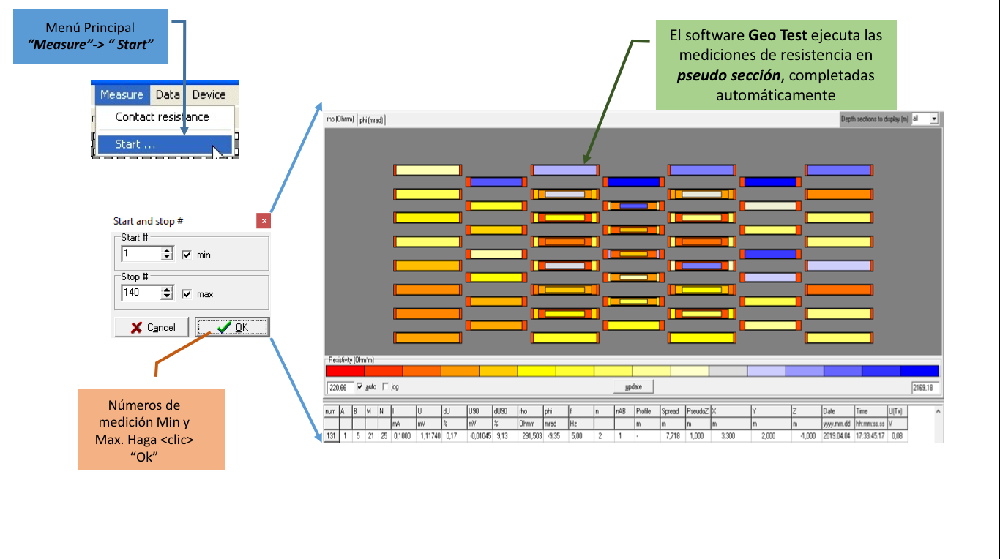 Menú Principal
“Measure”-> “ Start”
El software Geo Test ejecuta las
mediciones de resistencia en
pseudo sección, completadas
automáticamente
Measure Data Device
Contact resistance
Start ...
rho (Ohmm) phi (mrad)
Depth sections to display (m) all
Start and stop #
x
Start #
1 min
Stop #
140 max
Cancel OK
Resistivity (Ohm*m)
-220,66 auto log update 2169,18
Números de
medición Min y
Max. Haga <clic>
“Ok”
num A B M N I U dU U90 dU90 rho phi f n nAB Profile Spread PseudoZ X Y Z Date Time U(Tx)
mA mV % mV % Ohmm mrad Hz m m m m m m yyyy.mm.dd hh:mm:ss.ss V
131 1 5 21 25 0,1000 1,11740 0,17 -0,01045 9,13 291,503 -9,35 5,00 2 1 - 7,718 1,000 3,300 2,000 -1,000 2019.04.04 17:33:45.17 0,08